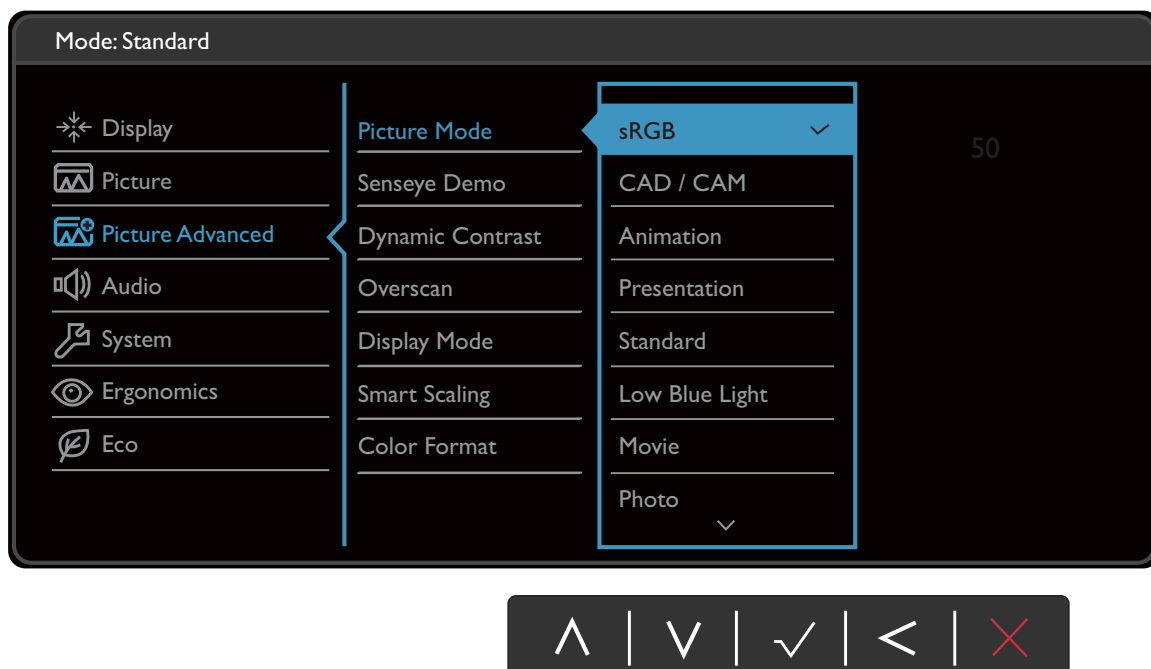 Mode: Standard
Display
Picture
Picture Advanced
Audio
System
Ergonomics
Eco
Picture Mode
Senseye Demo
Dynamic Contrast
Overscan
Display Mode
Smart Scaling
Color Format
sRGB
CAD / CAM
Animation
Presentation
Standard
Low Blue Light
Movie
Photo
50